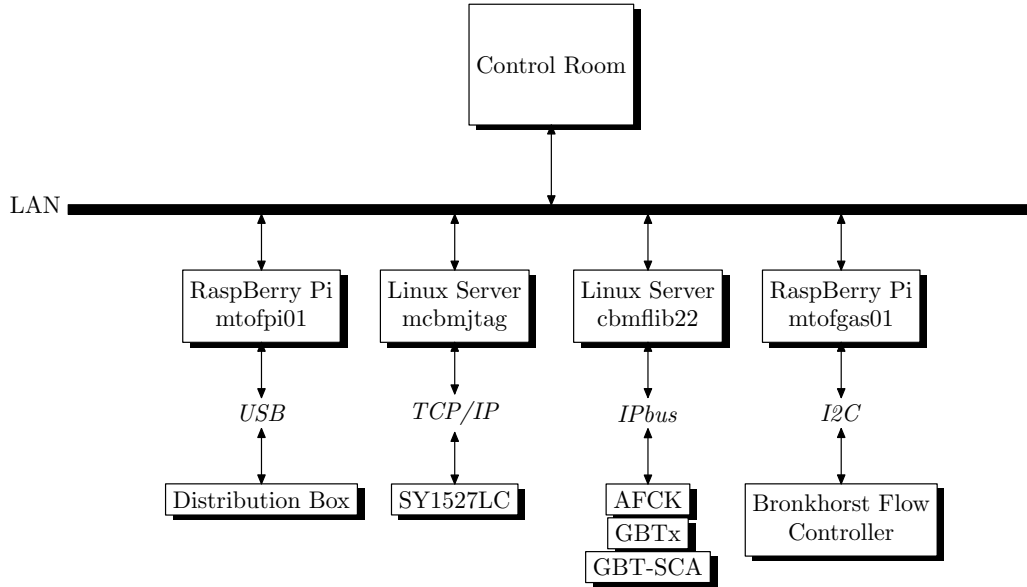 Control Room
LAN
RaspBerry Pi
mtofpi01
Linux Server
mcbmjtag
Linux Server
cbmflib22
RaspBerry Pi
mtofgas01
USB
TCP/IP
IPbus
I2C
Distribution Box
SY1527LC
AFCK
GBTx
GBT-SCA
Bronkhorst Flow
Controller